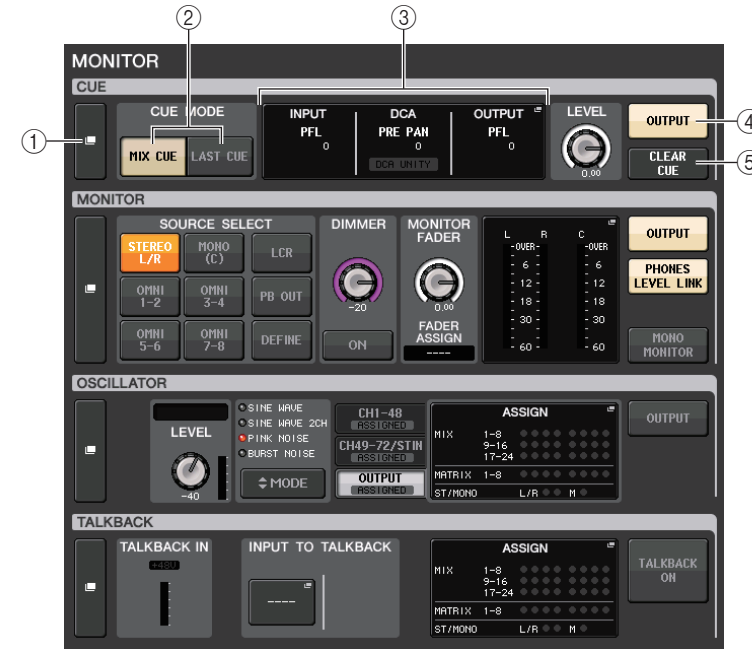 ② ③
MONITOR
CUE
①
CUE MODE
MIX CUE LAST CUE
INPUT
PFL
0
DCA
PRE PAN
0
DCA UNITY
OUTPUT
PFL
0
LEVEL
0.00
OUTPUT
④
CLEAR
CUE
⑤
MONITOR
SOURCE SELECT
STEREO
L/R
MONO
(C)
LCR
OMNI
1-2
OMNI
3-4
PB OUT
OMNI
5-6
OMNI
7-8
DEFINE
DIMMER
-20
ON
MONITOR
FADER
0.00
FADER
ASSIGN
----
L R C
-OVER- -OVER
6 6
12 12
18 18
30 30
60 60
OUTPUT
PHONES
LEVEL LINK
MONO
MONITOR
OSCILLATOR
LEVEL
-40
SINE WAVE
SINE WAVE 2CH
PINK NOISE
BURST NOISE
MODE
CH1-48
ASSIGNED
CH49-72/STIN
ASSIGNED
OUTPUT
ASSIGNED
ASSIGN
MIX 1-8
9-16
17-24
MATRIX 1-8
ST/MONO L/R M
OUTPUT
TALKBACK
TALKBACK IN
+48V
INPUT TO TALKBACK
----
ASSIGN
MIX 1-8
9-16
17-24
MATRIX 1-8
ST/MONO L/R M
TALKBACK
ON